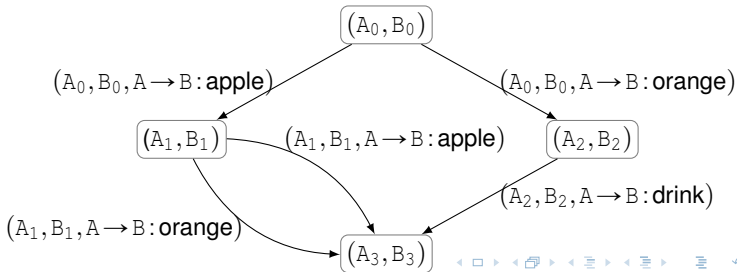 (A₀,B₀)
(A₀,B₀,A→B:apple)
(A₀,B₀,A→B:orange)
(A₁,B₁)
(A₁,B₁,A→B:apple)
(A₂,B₂)
(A₂,B₂,A→B:drink)
(A₁,B₁,A→B:orange)
(A₃,B₃)